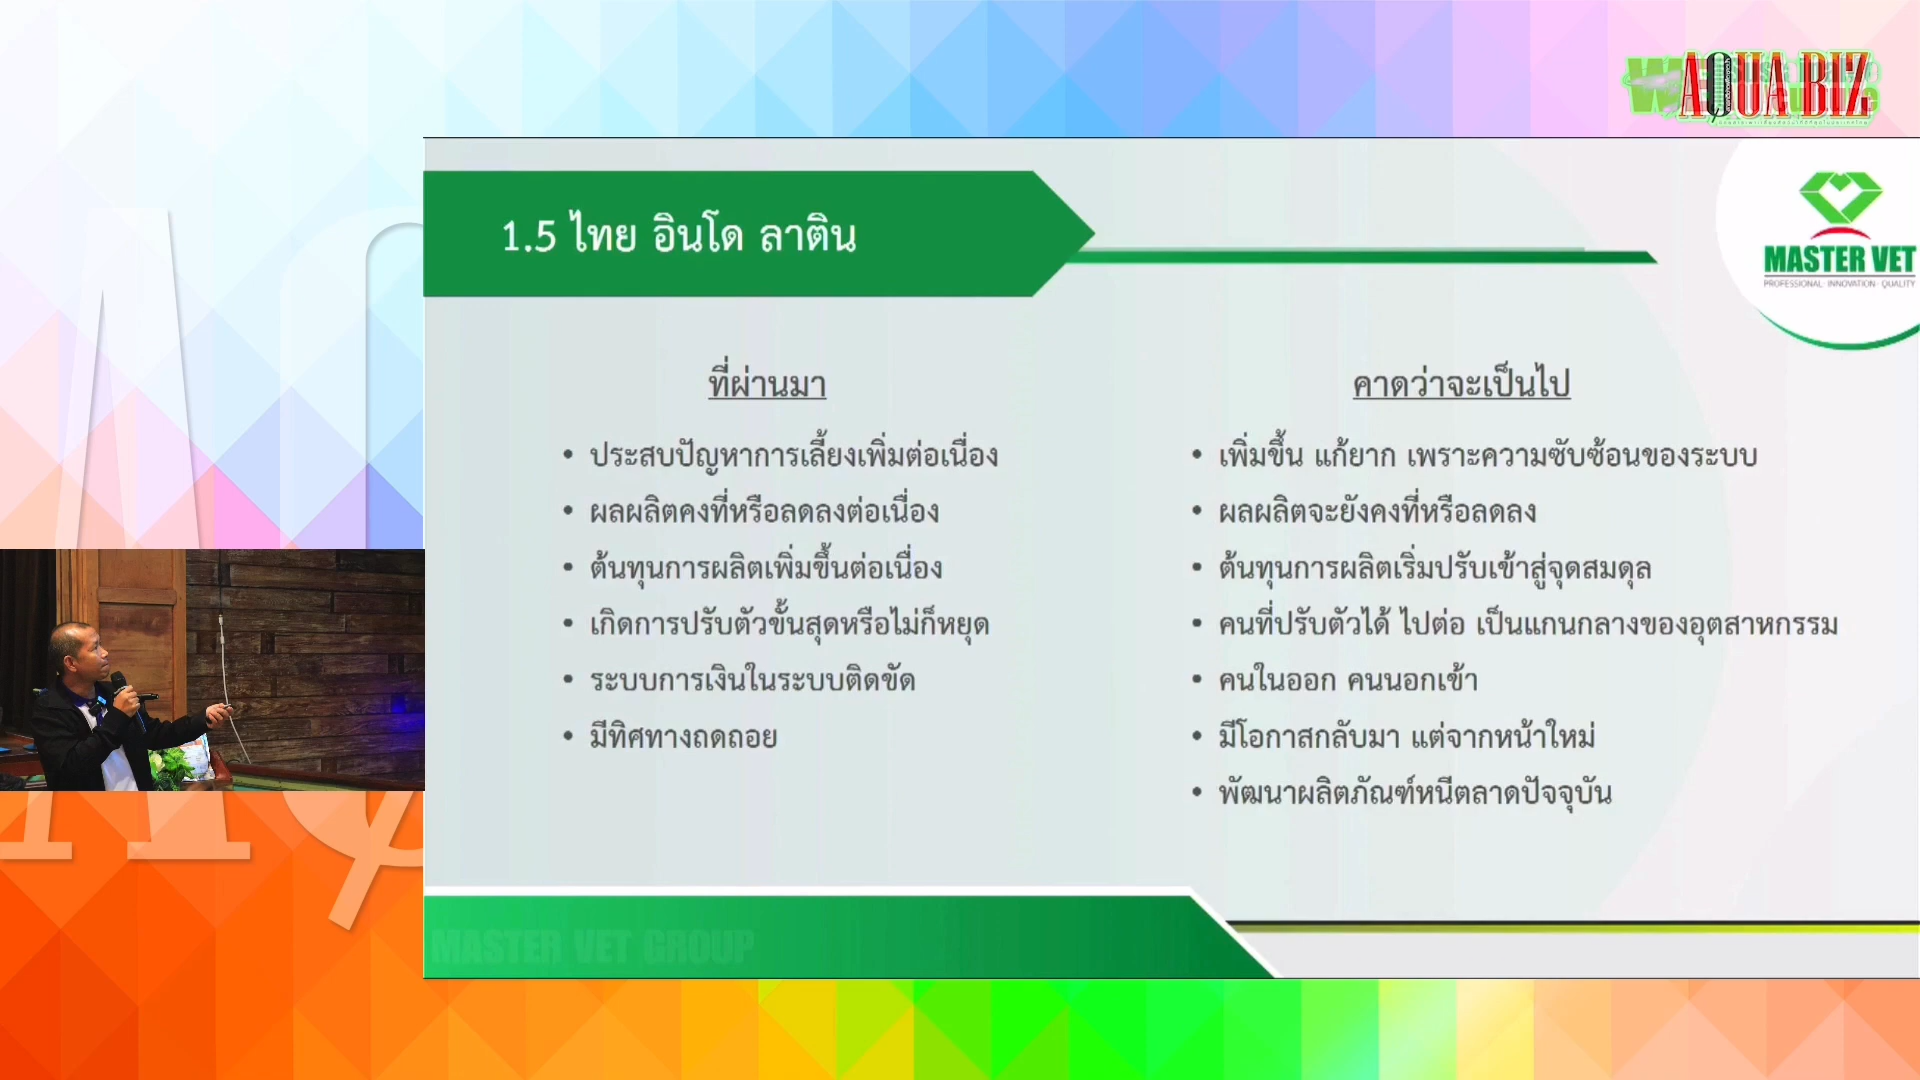 AQUA BIZ
1.5 ไทย อินโด ลาติน
MASTER VET
PROFESSIONAL · INNOVATION · QUALITY
ที่ผ่านมา
• ประสบปัญหาการเลี้ยงเพิ่มต่อเนื่อง
• ผลผลิตคงที่หรือลดลงต่อเนื่อง
• ต้นทุนการผลิตเพิ่มขึ้นต่อเนื่อง
• เกิดการปรับตัวขั้นสุดหรือไม่ก็หยุด
• ระบบการเงินในระบบติดขัด
• มีทิศทางถดถอย
คาดว่าจะเป็นไป
• เพิ่มขึ้น แก้ยาก เพราะความซับซ้อนของระบบ
• ผลผลิตจะยังคงที่หรือลดลง
• ต้นทุนการผลิตเริ่มปรับเข้าสู่จุดสมดุล
• คนที่ปรับตัวได้ ไปต่อ เป็นแกนกลางของอุตสาหกรรม
• คนในออก คนนอกเข้า
• มีโอกาสกลับมา แต่จากหน้าใหม่
• พัฒนาผลิตภัณฑ์หนีตลาดปัจจุบัน
MASTER VET GROUP